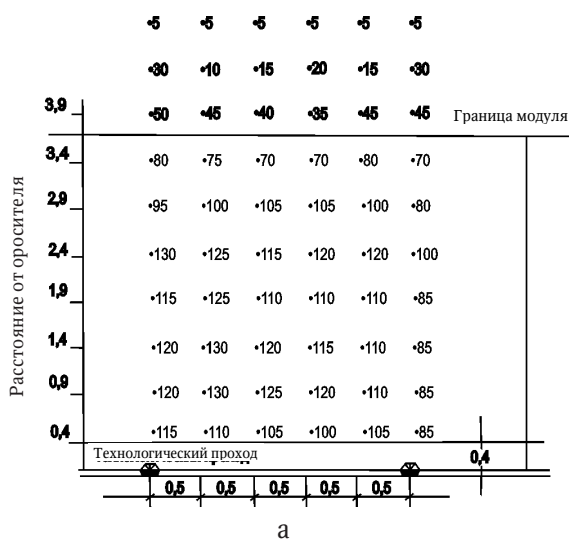 •5 •5 •5 •5 •5 •5
•30 •10 •15 •20 •15 •30
3,9 •50 •45 •40 •35 •45 •45 Граница модуля
3,4 •80 •75 •70 •70 •80 •70
2,9 •95 •100 •105 •105 •100 •80
2,4 •130 •125 •115 •120 •120 •100
1,9 •115 •125 •110 •110 •110 •85
1,4 •120 •130 •120 •115 •110 •85
0,9 •120 •130 •125 •120 •110 •85
0,4 •115 •110 •105 •100 •105 •85
Расстояние от оросителя
Технологический проход 0,4
0,5 0,5 0,5 0,5 0,5
а